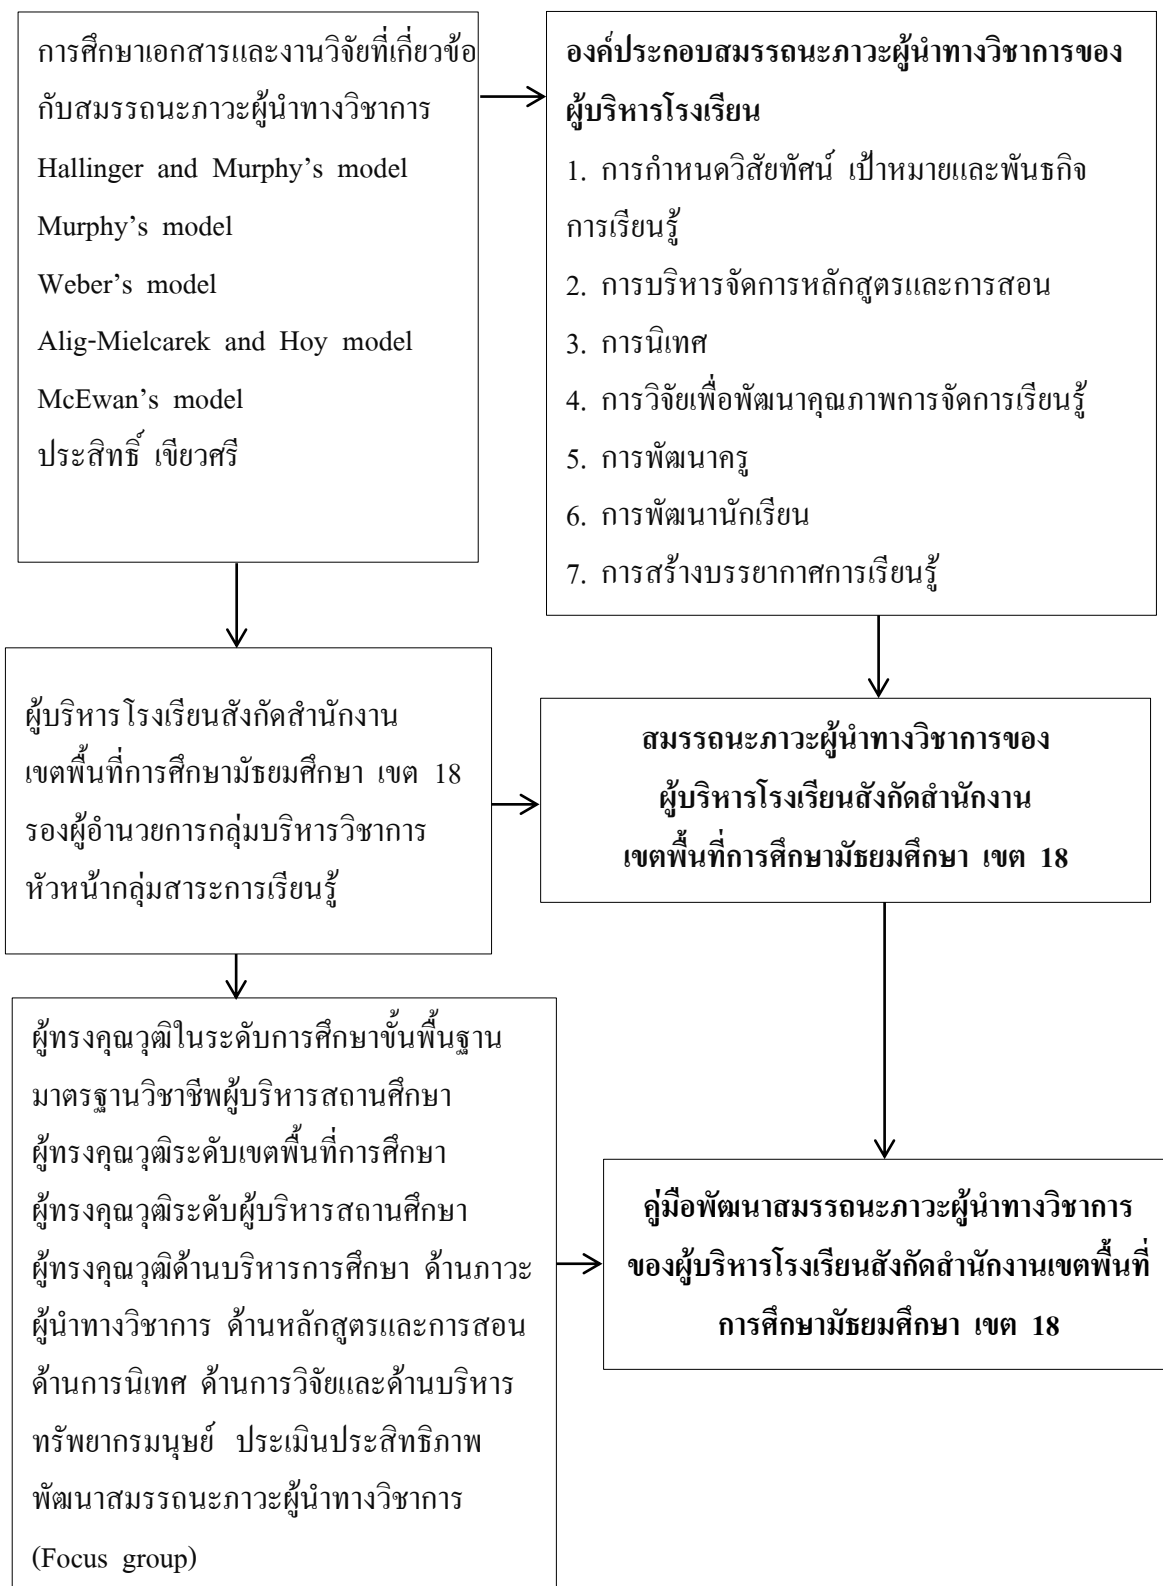 การศึกษาเอกสารและงานวิจัยที่เกี่ยวข้อ
กับสมรรถนะภาวะผู้นำทางวิชาการ
Hallinger and Murphy’s model
Murphy’s model
Weber’s model
Alig-Mielcarek and Hoy model
McEwan’s model
ประสิทธิ์ เขียวศรี
องค์ประกอบสมรรถนะภาวะผู้นำทางวิชาการของ
ผู้บริหารโรงเรียน
1. การกำหนดวิสัยทัศน์ เป้าหมายและพันธกิจ
การเรียนรู้
2. การบริหารจัดการหลักสูตรและการสอน
3. การนิเทศ
4. การวิจัยเพื่อพัฒนาคุณภาพการจัดการเรียนรู้
5. การพัฒนาครู
6. การพัฒนานักเรียน
7. การสร้างบรรยากาศการเรียนรู้
ผู้บริหารโรงเรียนสังกัดสำนักงาน
เขตพื้นที่การศึกษามัธยมศึกษา เขต 18
รองผู้อำนวยการกลุ่มบริหารวิชาการ
หัวหน้ากลุ่มสาระการเรียนรู้
สมรรถนะภาวะผู้นำทางวิชาการของ
ผู้บริหารโรงเรียนสังกัดสำนักงาน
เขตพื้นที่การศึกษามัธยมศึกษา เขต 18
ผู้ทรงคุณวุฒิในระดับการศึกษาขั้นพื้นฐาน
มาตรฐานวิชาชีพผู้บริหารสถานศึกษา
ผู้ทรงคุณวุฒิระดับเขตพื้นที่การศึกษา
ผู้ทรงคุณวุฒิระดับผู้บริหารสถานศึกษา
ผู้ทรงคุณวุฒิด้านบริหารการศึกษา ด้านภาวะ
ผู้นำทางวิชาการ ด้านหลักสูตรและการสอน
ด้านการนิเทศ ด้านการวิจัยและด้านบริหาร
ทรัพยากรมนุษย์ ประเมินประสิทธิภาพ
พัฒนาสมรรถนะภาวะผู้นำทางวิชาการ
(Focus group)
คู่มือพัฒนาสมรรถนะภาวะผู้นำทางวิชาการ
ของผู้บริหารโรงเรียนสังกัดสำนักงานเขตพื้นที่
การศึกษามัธยมศึกษา เขต 18